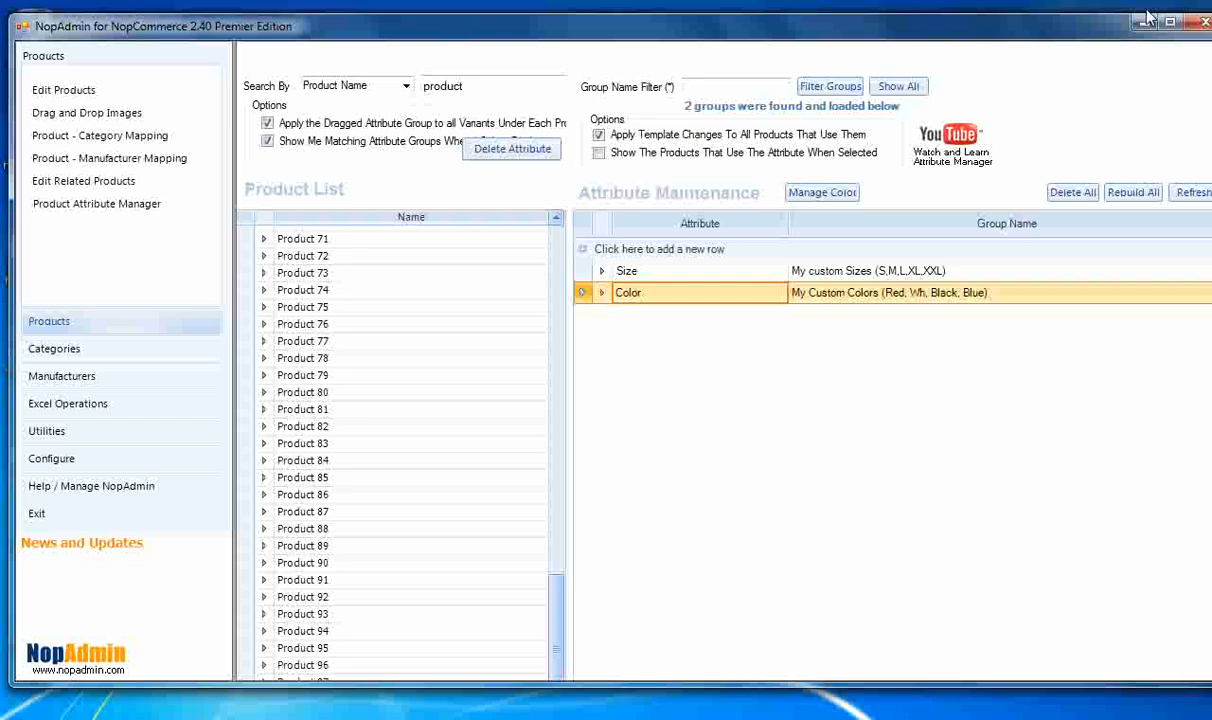 NopAdmin for NopCommerce 2.40 Premier Edition
Products
Edit Products
Drag and Drop Images
Product - Category Mapping
Product - Manufacturer Mapping
Edit Related Products
Product Attribute Manager
Products
Categories
Manufacturers
Excel Operations
Utilities
Configure
Help / Manage NopAdmin
Exit
News and Updates
NopAdmin
www.nopadmin.com
Search By Product Name product
Options
Apply the Dragged Attribute Group to all Variants Under Each Pro
Show Me Matching Attribute Groups
Delete Attribute
Product List
Name
Product 71
Product 72
Product 73
Product 74
Product 75
Product 76
Product 77
Product 78
Product 79
Product 80
Product 81
Product 82
Product 83
Product 84
Product 85
Product 86
Product 87
Product 88
Product 89
Product 90
Product 91
Product 92
Product 93
Product 94
Product 95
Product 96
Group Name Filter (*) Filter Groups Show All
2 groups were found and loaded below
Options
Apply Template Changes To All Products That Use Them
Show The Products That Use The Attribute When Selected
YouTube
Watch and Learn
Attribute Manager
Attribute Maintenance Manage Color Delete All Rebuild All Refresh
Attribute Group Name
Click here to add a new row
Size My custom Sizes (S,M,L,XL,XXL)
Color My Custom Colors (Red, Wh, Black, Blue)